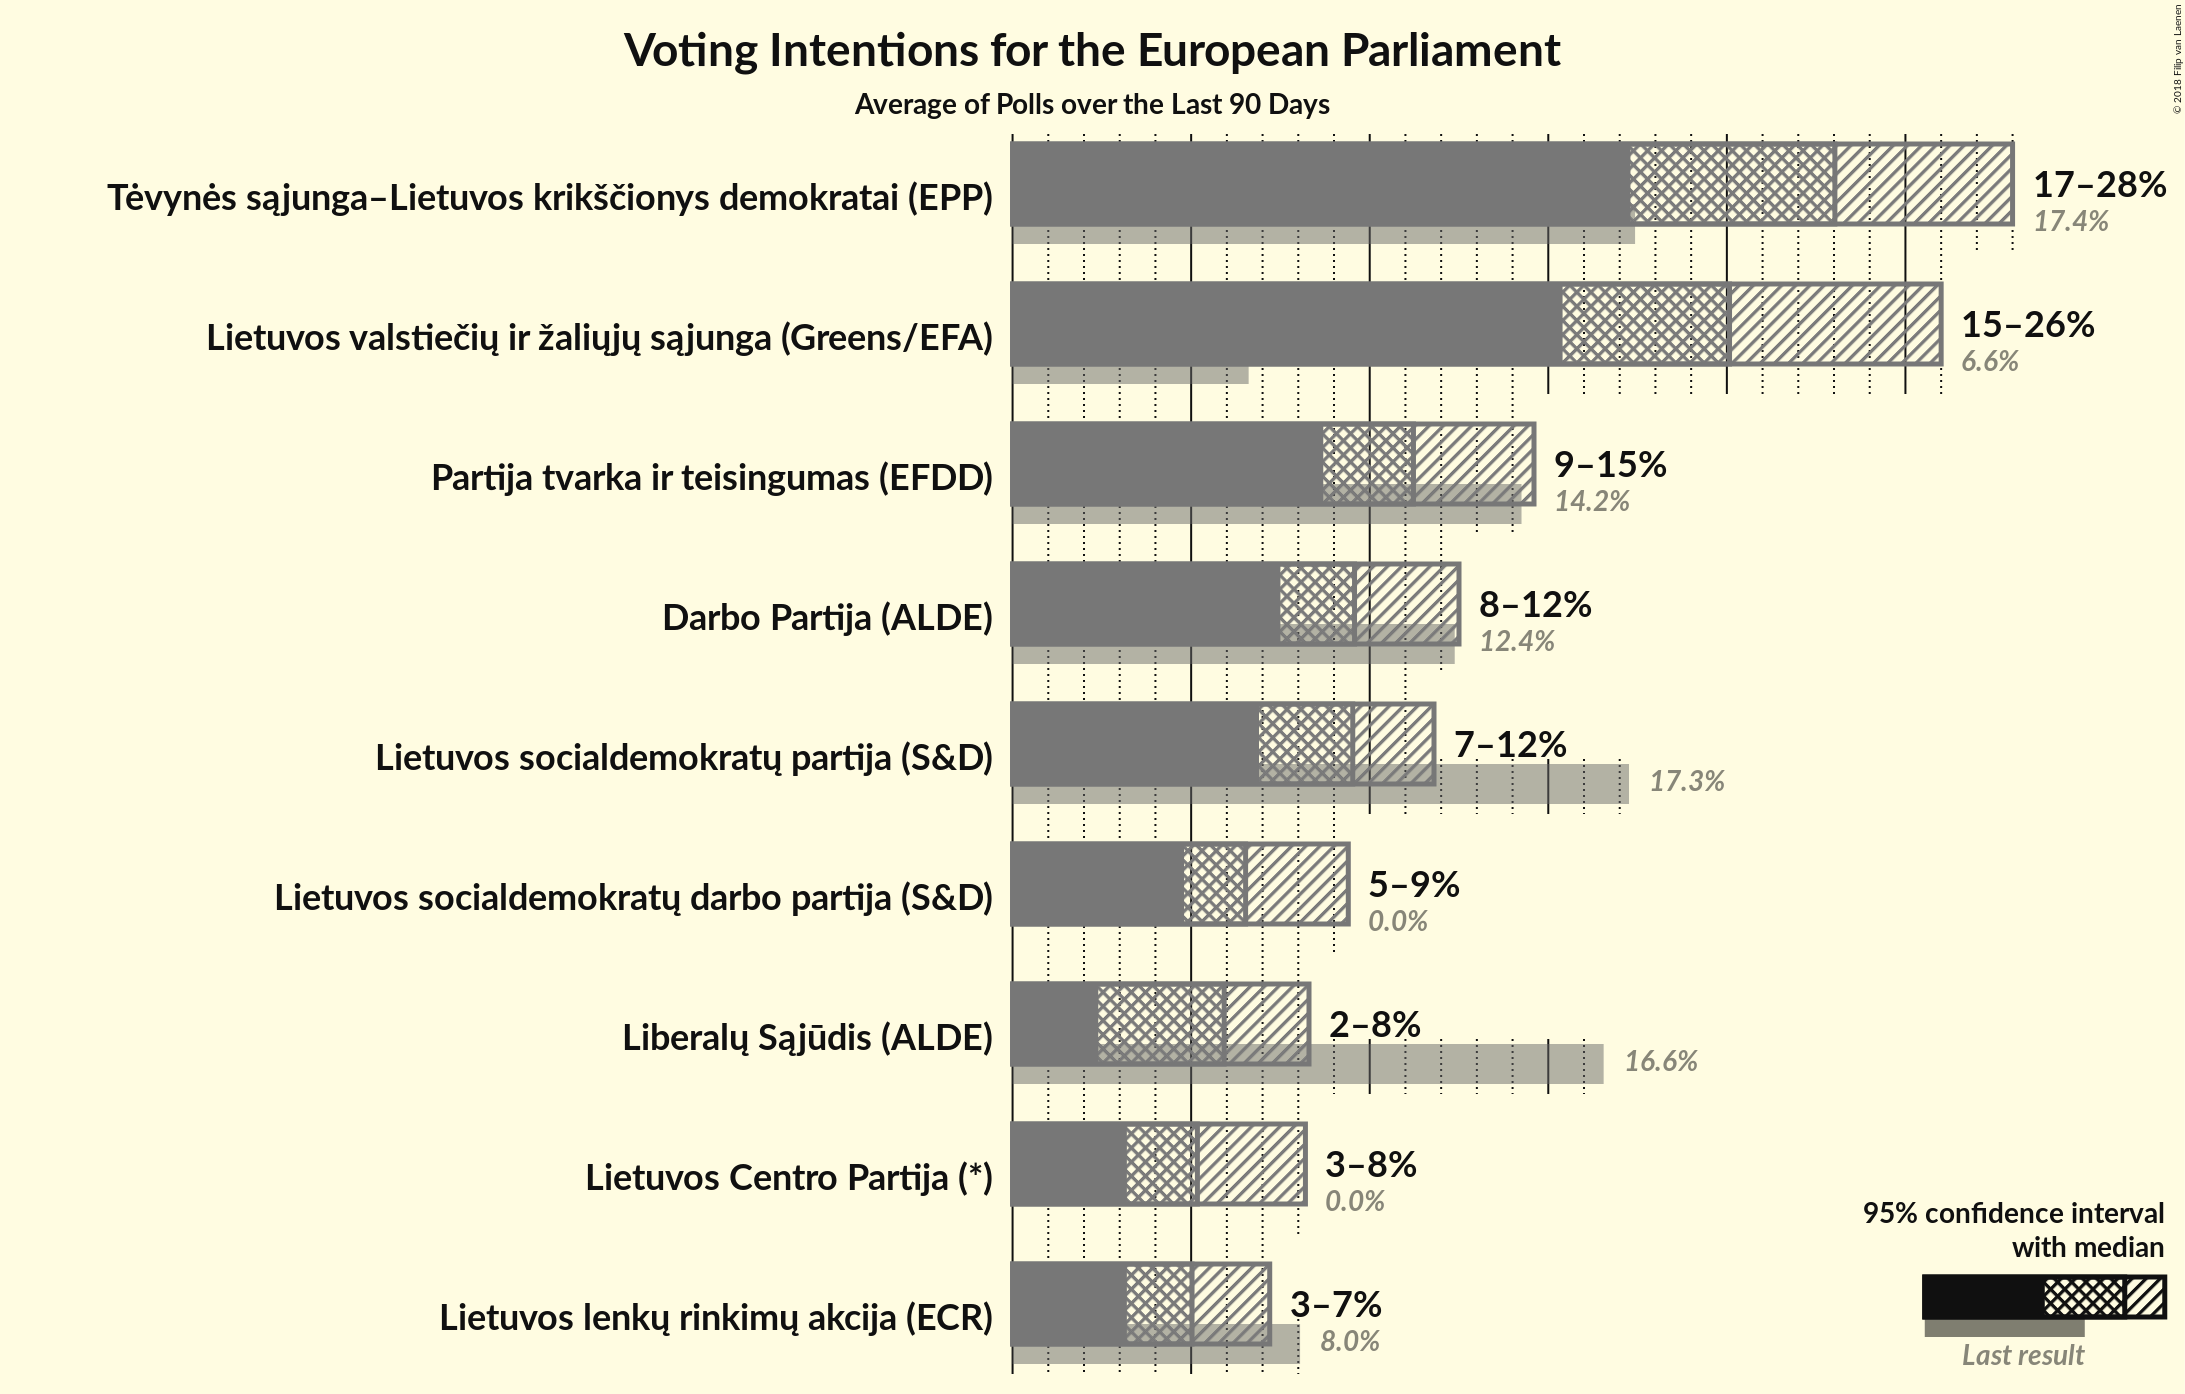 Voting Intentions for the European Parliament
Average of Polls over the Last 90 Days
© 2018 Filip van Laenen
Tėvynės sąjunga–Lietuvos krikščionys demokratai (EPP)
17–28%
17.4%
Lietuvos valstiečių ir žaliųjų sąjunga (Greens/EFA)
15–26%
6.6%
Partija tvarka ir teisingumas (EFDD)
9–15%
14.2%
Darbo Partija (ALDE)
8–12%
12.4%
Lietuvos socialdemokratų partija (S&D)
7–12%
17.3%
Lietuvos socialdemokratų darbo partija (S&D)
5–9%
0.0%
Liberalų Sąjūdis (ALDE)
2–8%
16.6%
Lietuvos Centro Partija (*)
3–8%
0.0%
Lietuvos lenkų rinkimų akcija (ECR)
3–7%
8.0%
95% confidence interval
with median
Last result